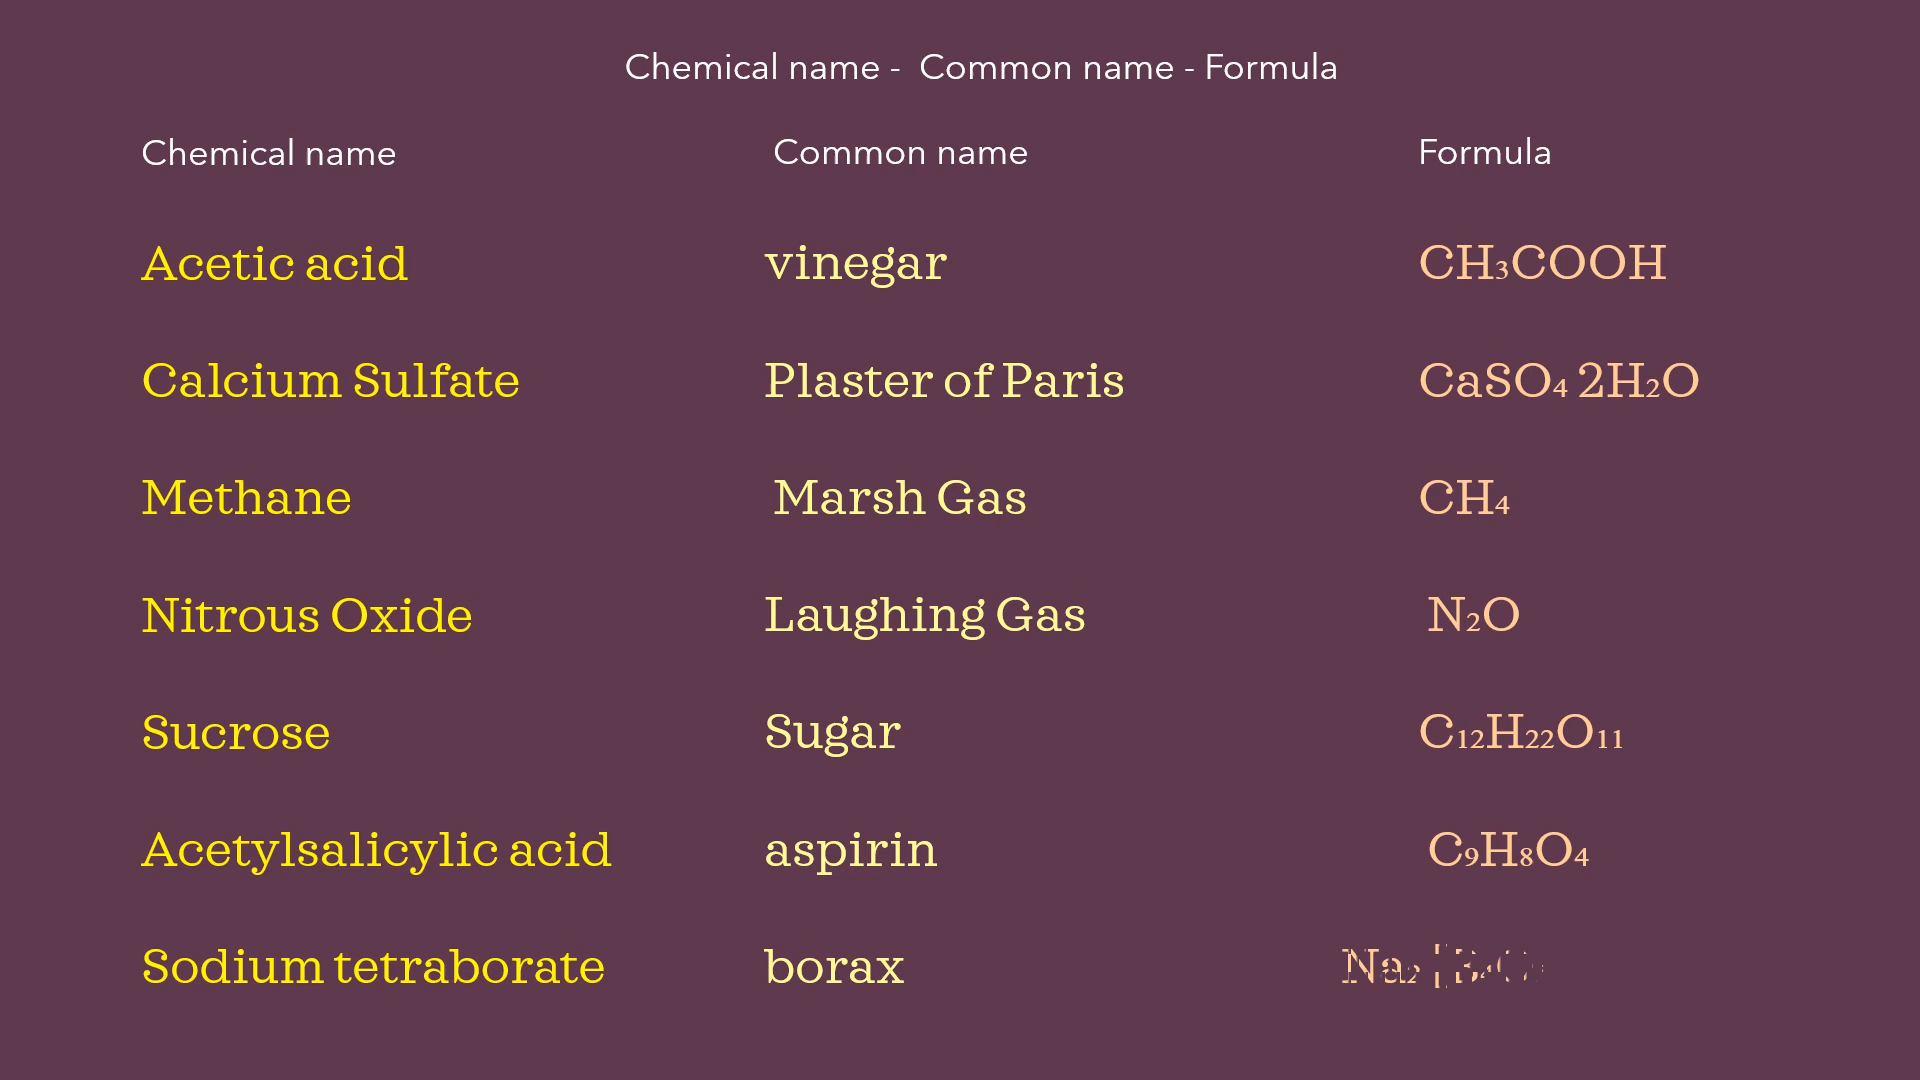 Chemical name - Common name - Formula
Chemical name Common name Formula
Acetic acid vinegar CH₃COOH
Calcium Sulfate Plaster of Paris CaSO₄ 2H₂O
Methane Marsh Gas CH₄
Nitrous Oxide Laughing Gas N₂O
Sucrose Sugar C₁₂H₂₂O₁₁
Acetylsalicylic acid aspirin C₉H₈O₄
Sodium tetraborate borax